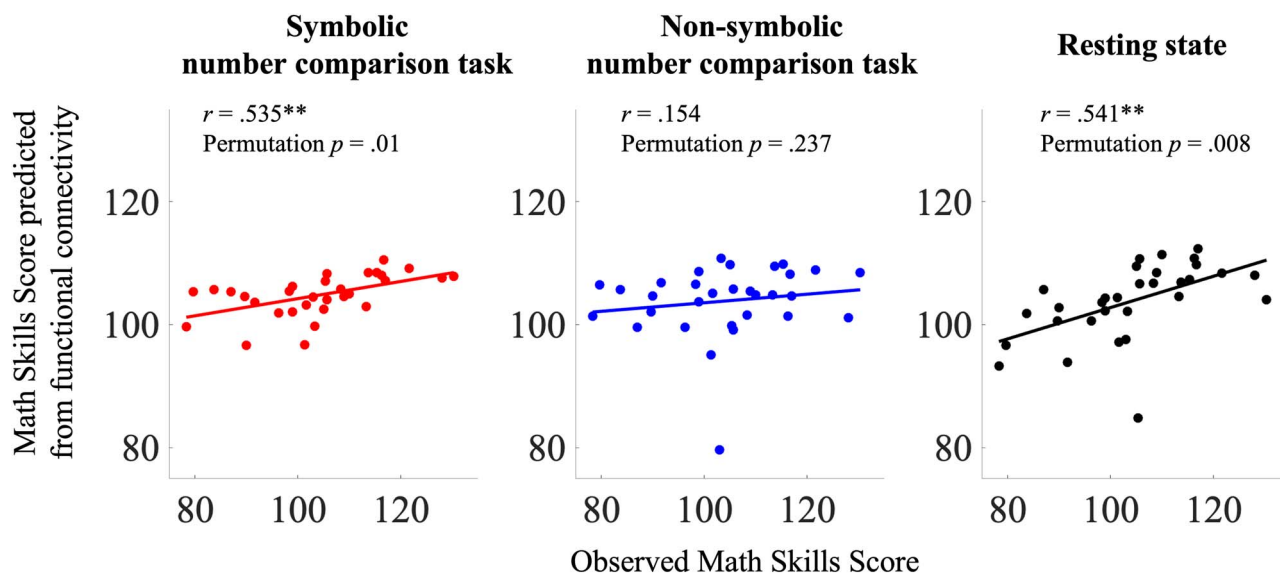 Symbolic
number comparison task
r = .535**
Permutation p = .01
Non-symbolic
number comparison task
r = .154
Permutation p = .237
Resting state
r = .541**
Permutation p = .008
Math Skills Score predicted
from functional connectivity
120
100
80
80 100 120
120
100
80
80 100 120
120
100
80
80 100 120
Observed Math Skills Score